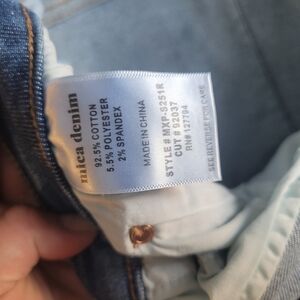 mica denim
92.5% COTTON
5.5% POLYESTER
2% SPANDEX
MADE IN CHINA
STYLE # MXP-S251R
CUT # 92037
RN# 127704
SEE REVERSE FOR CARE